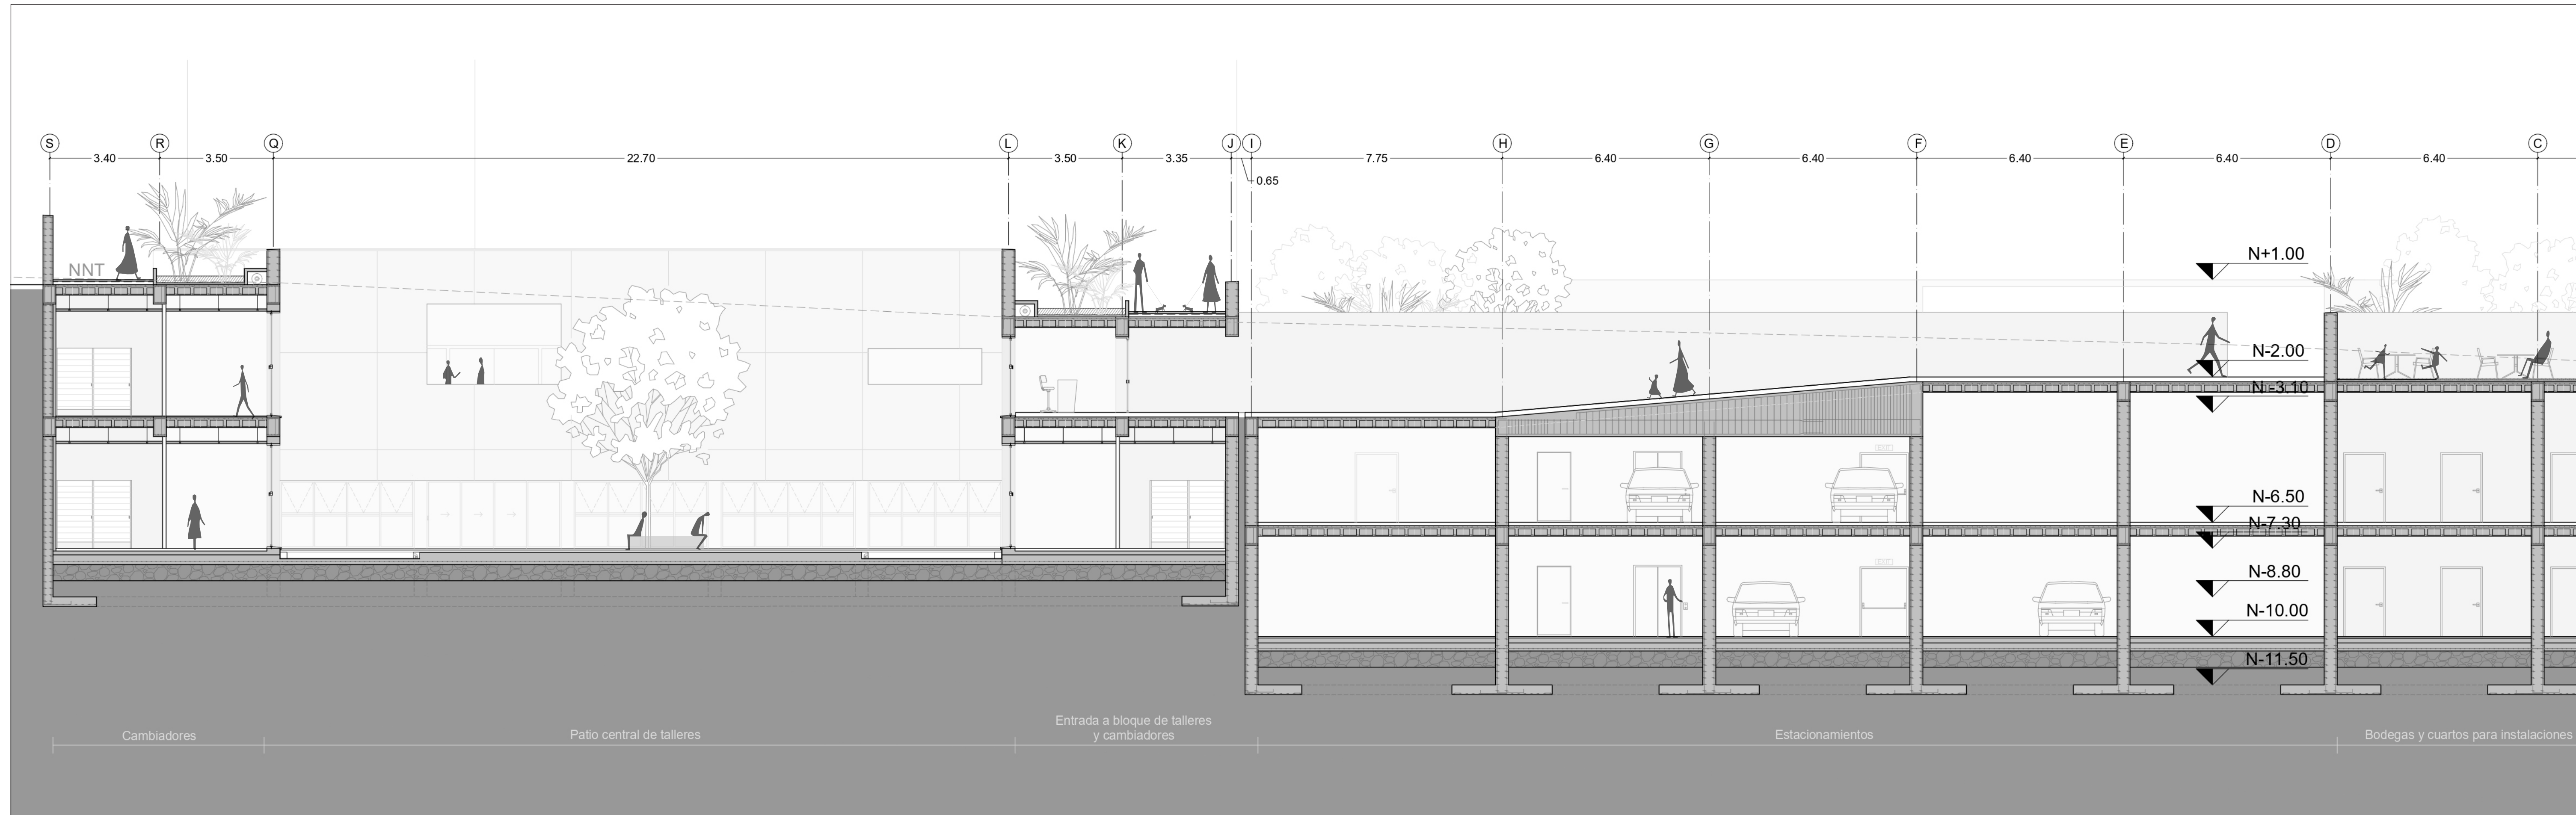 S R Q L K J I H G F E D C
3.40 3.50 22.70 3.50 3.35 7.75 6.40 6.40 6.40 6.40 6.40
0.65
NNT
N+1.00
N-2.00
N -3.10
N-6.50
N-7.30
N-8.80
N-10.00
N-11.50
Cambiadores
Patio central de talleres
Entrada a bloque de talleres
y cambiadores
Estacionamientos
Bodegas y cuartos para instalaciones